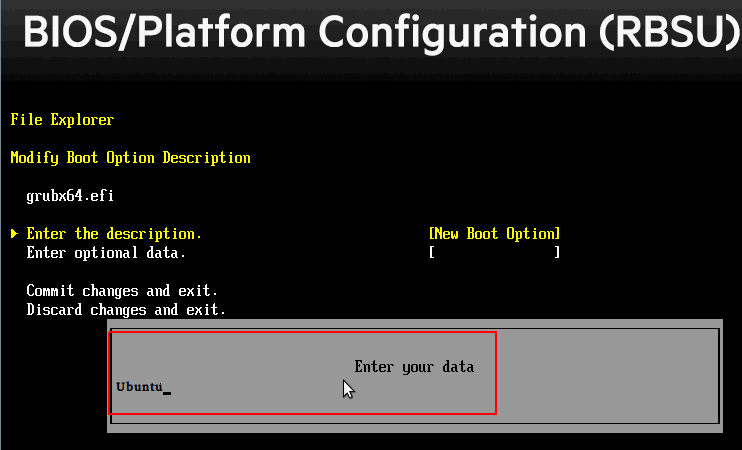 BIOS/Platform Configuration (RBSU)
File Explorer
Modify Boot Option Description
grubx64.efi
Enter the description. [New Boot Option]
Enter optional data. [ ]
Commit changes and exit.
Discard changes and exit.
Enter your data
Ubuntu_